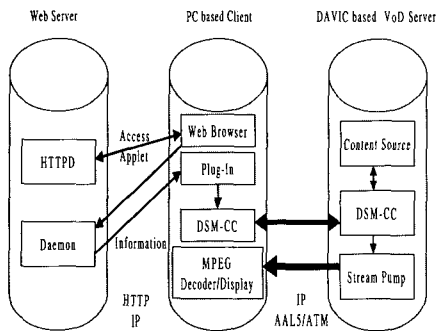 Web Server
PC based Client
DAVIC based VoD Server
HTTPD
Daemon
Access
Applet
Information
HTTP
IP
Web Browser
Plug-In
DSM-CC
MPEG
Decoder/Display
IP
AAL5/ATM
Content Source
DSM-CC
Stream Pump